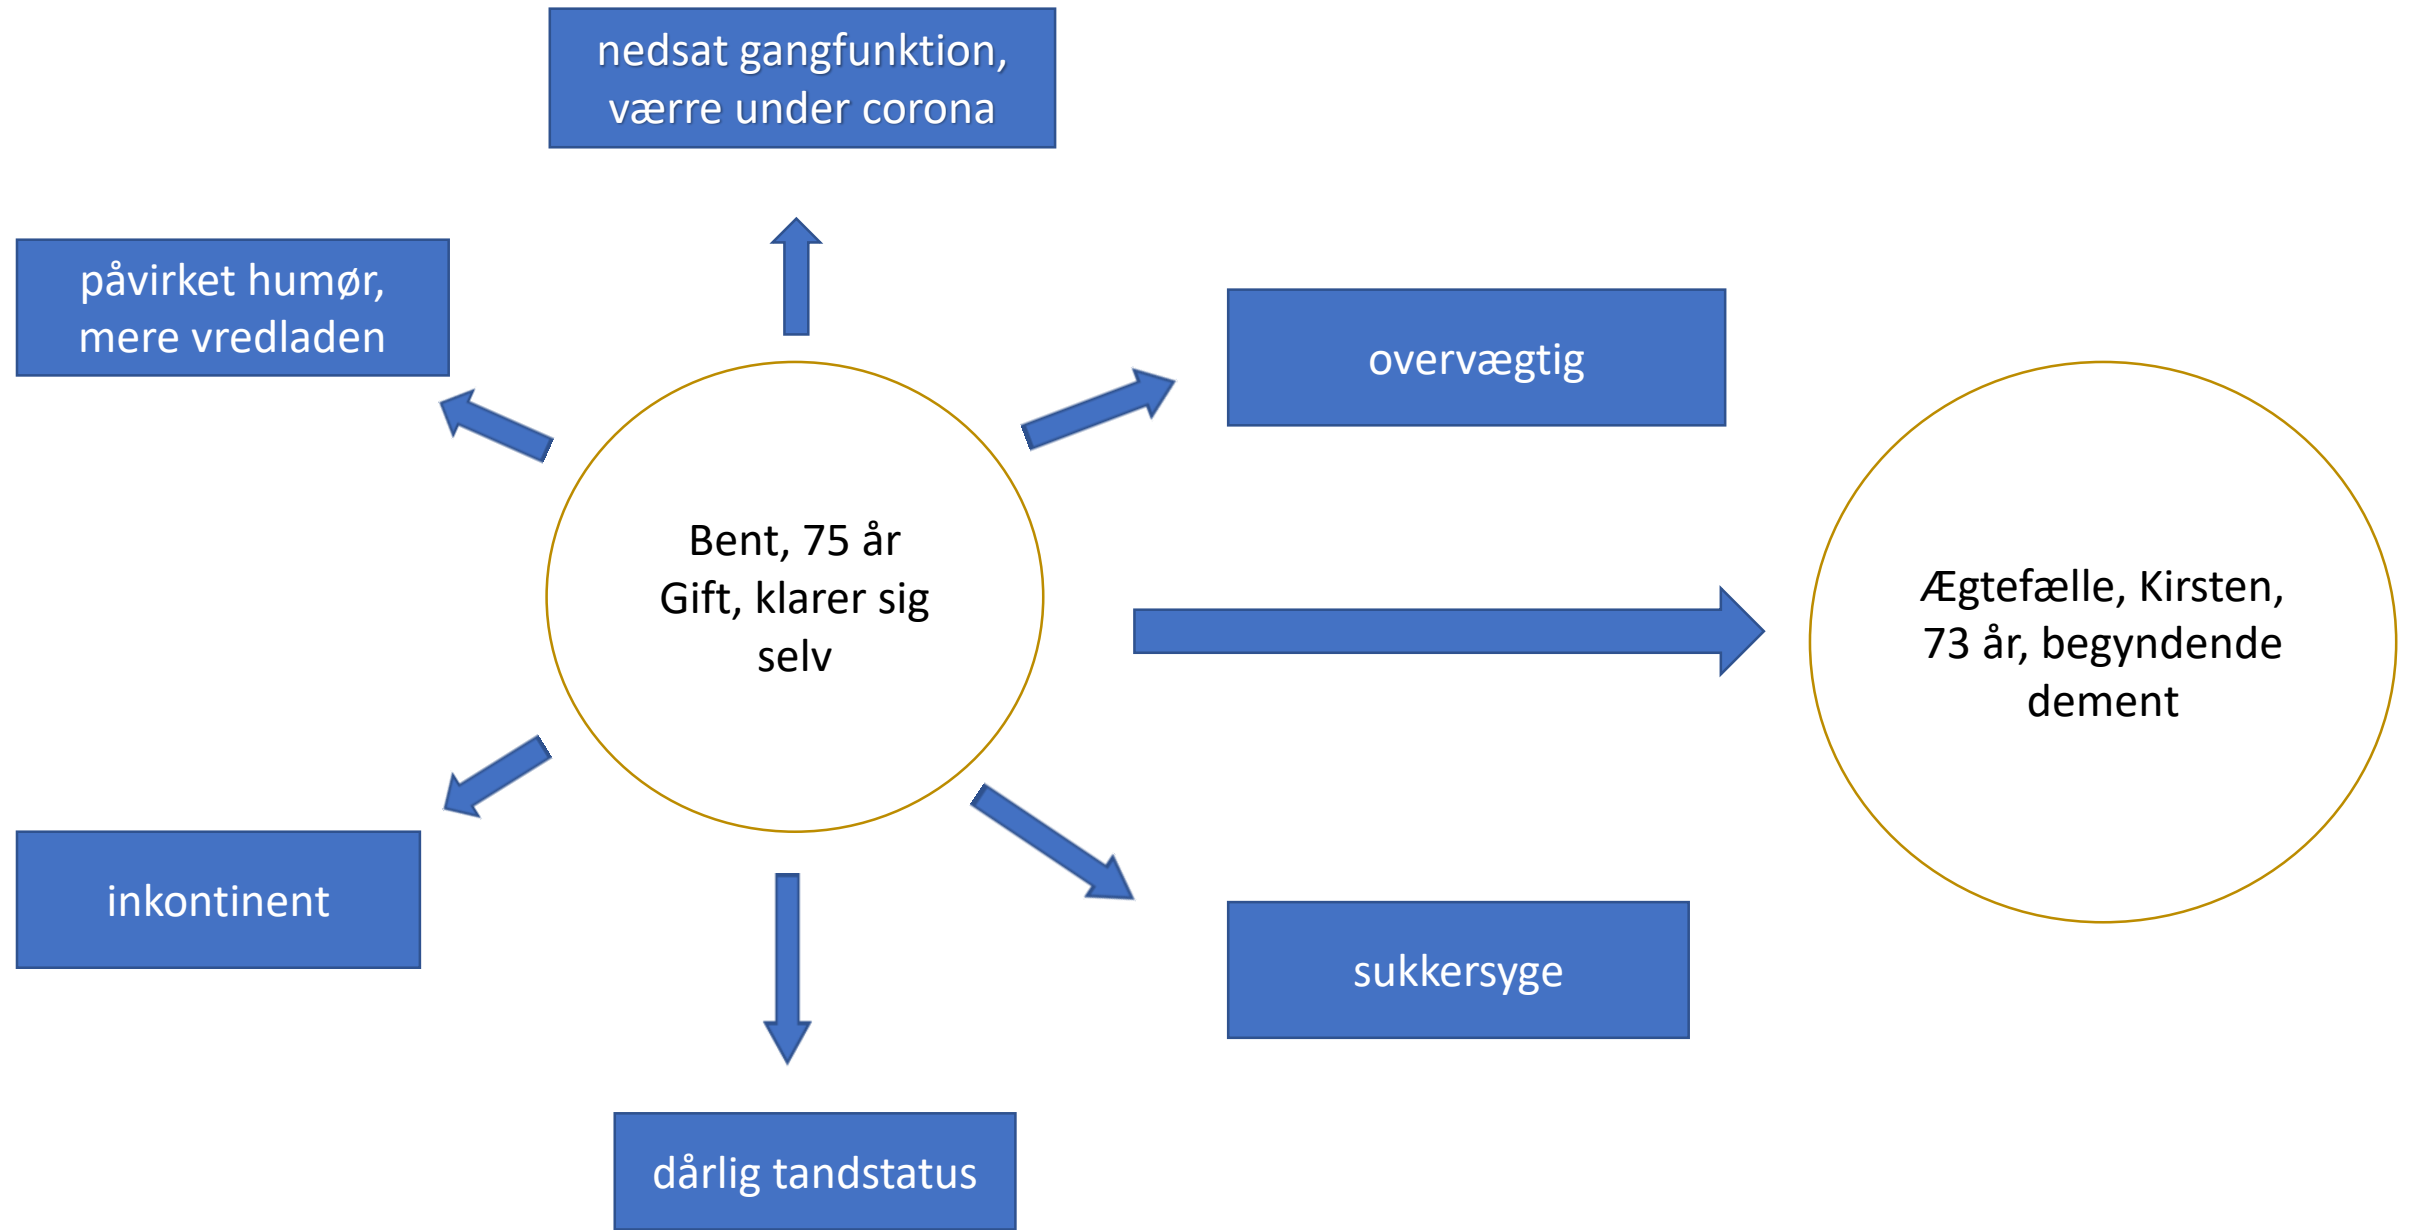 nedsat gangfunktion,
værre under corona
påvirket humør,
mere vredladen
overvægtig
Bent, 75 år
Gift, klarer sig
selv
Ægtefælle, Kirsten,
73 år, begyndende
dement
inkontinent
sukkersyge
dårlig tandstatus